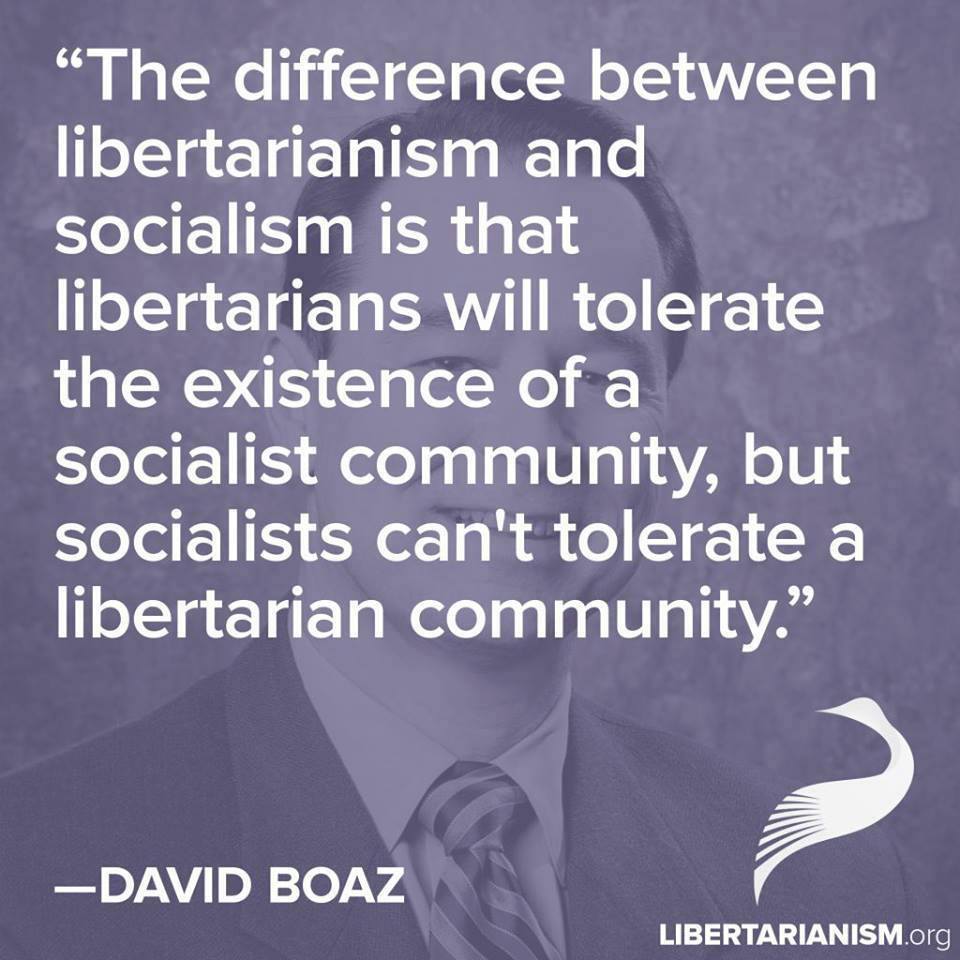 “The difference between
libertarianism and
socialism is that
libertarians will tolerate
the existence of a
socialist community, but
socialists can't tolerate a
libertarian community.”
—DAVID BOAZ
LIBERTARIANISM.org